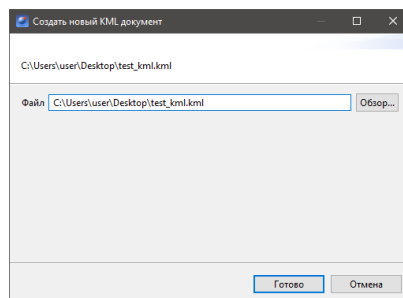 Создать новый KML документ
C:\Users\user\Desktop\test_kml.kml
Файл C:\Users\user\Desktop\test_kml.kml Обзор...
Готово Отмена